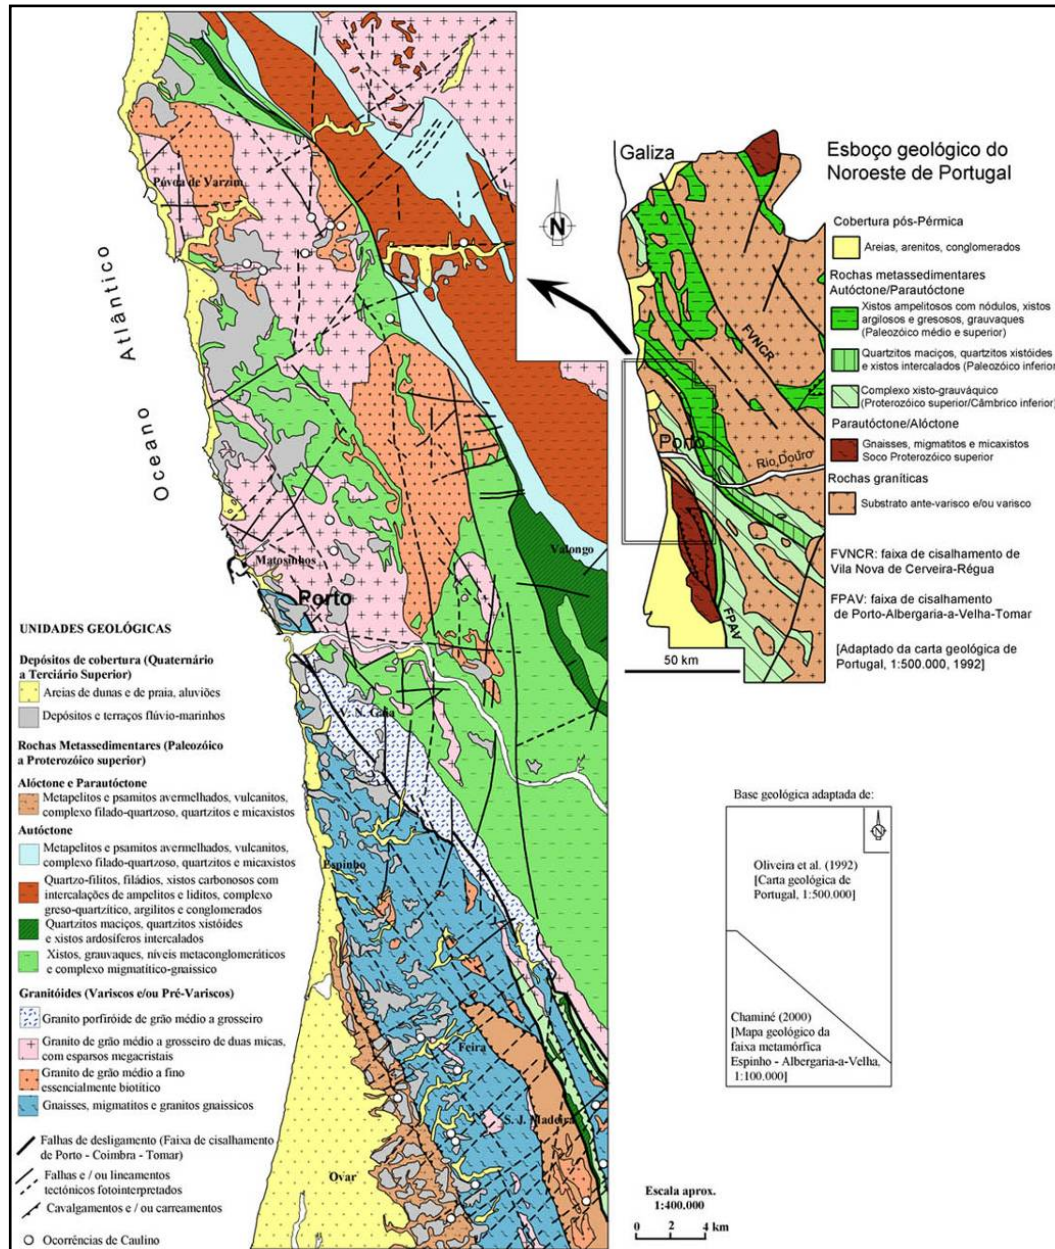 Oceano Atlântico
Póvoa de Varzim
Matosinhos
Porto
Valongo
V. N. Gaia
Espinho
Feira
S. J. Madeira
Ovar
N
UNIDADES GEOLÓGICAS
Depósitos de cobertura (Quaternário
a Terciário Superior)
Areias de dunas e de praia, aluviões
Depósitos e terraços flúvio-marinhos
Rochas Metassedimentares (Paleozóico
a Proterozóico superior)
Alóctone e Parautóctone
Metapelitos e psamitos avermelhados, vulcanitos,
complexo filado-quartzoso, quartzitos e micaxistos
Autóctone
Metapelitos e psamitos avermelhados, vulcanitos,
complexo filado-quartzoso, quartzitos e micaxistos
Quartzo-filitos, filádios, xistos carbonosos com
intercalações de ampelitos e liditos, complexo
greso-quartzítico, argilitos e conglomerados
Quartzitos maciços, quartzitos xistóides
e xistos ardosíferos intercalados
Xistos, grauvaques, níveis metaconglomeráticos
e complexo migmatítico-gnaissico
Granitóides (Variscos e/ou Pré-Variscos)
Granito porfiróide de grão médio a grosseiro
Granito de grão médio a grosseiro de duas micas,
com esparsos megacristais
Granito de grão médio a fino
essencialmente biotítico
Gnaisses, migmatitos e granitos gnaissicos
Falhas de desligamento (Faixa de cisalhamento
de Porto - Coimbra - Tomar)
Falhas e / ou lineamentos
tectónicos fotointerpretados
Cavalgamentos e / ou carreamentos
Ocorrências de Caulino
Galiza
FVNCR
Porto
Rio Douro
FPAV
50 km
Esboço geológico do
Noroeste de Portugal
Cobertura pós-Pérmica
Areias, arenitos, conglomerados
Rochas metassedimentares
Autóctone/Parautóctone
Xistos ampelitosos com nódulos, xistos
argilosos e gresosos, grauvaques
(Paleozóico médio e superior)
Quartzitos maciços, quartzitos xistóides
e xistos intercalados (Paleozóico inferior)
Complexo xisto-grauváquico
(Proterozóico superior/Câmbrico inferior)
Parautóctone/Alóctone
Gnaisses, migmatitos e micaxistos
Soco Proterozóico superior
Rochas graníticas
Substrato ante-varisco e/ou varisco
FVNCR: faixa de cisalhamento de
Vila Nova de Cerveira-Régua
FPAV: faixa de cisalhamento
de Porto-Albergaria-a-Velha-Tomar
[Adaptado da carta geológica de
Portugal, 1:500.000, 1992]
Base geológica adaptada de:
N
Oliveira et al. (1992)
[Carta geológica de
Portugal, 1:500.000]
Chaminé (2000)
[Mapa geológico da
faixa metamórfica
Espinho - Albergaria-a-Velha,
1:100.000]
Escala aprox.
1:400.000
0 2 4 km